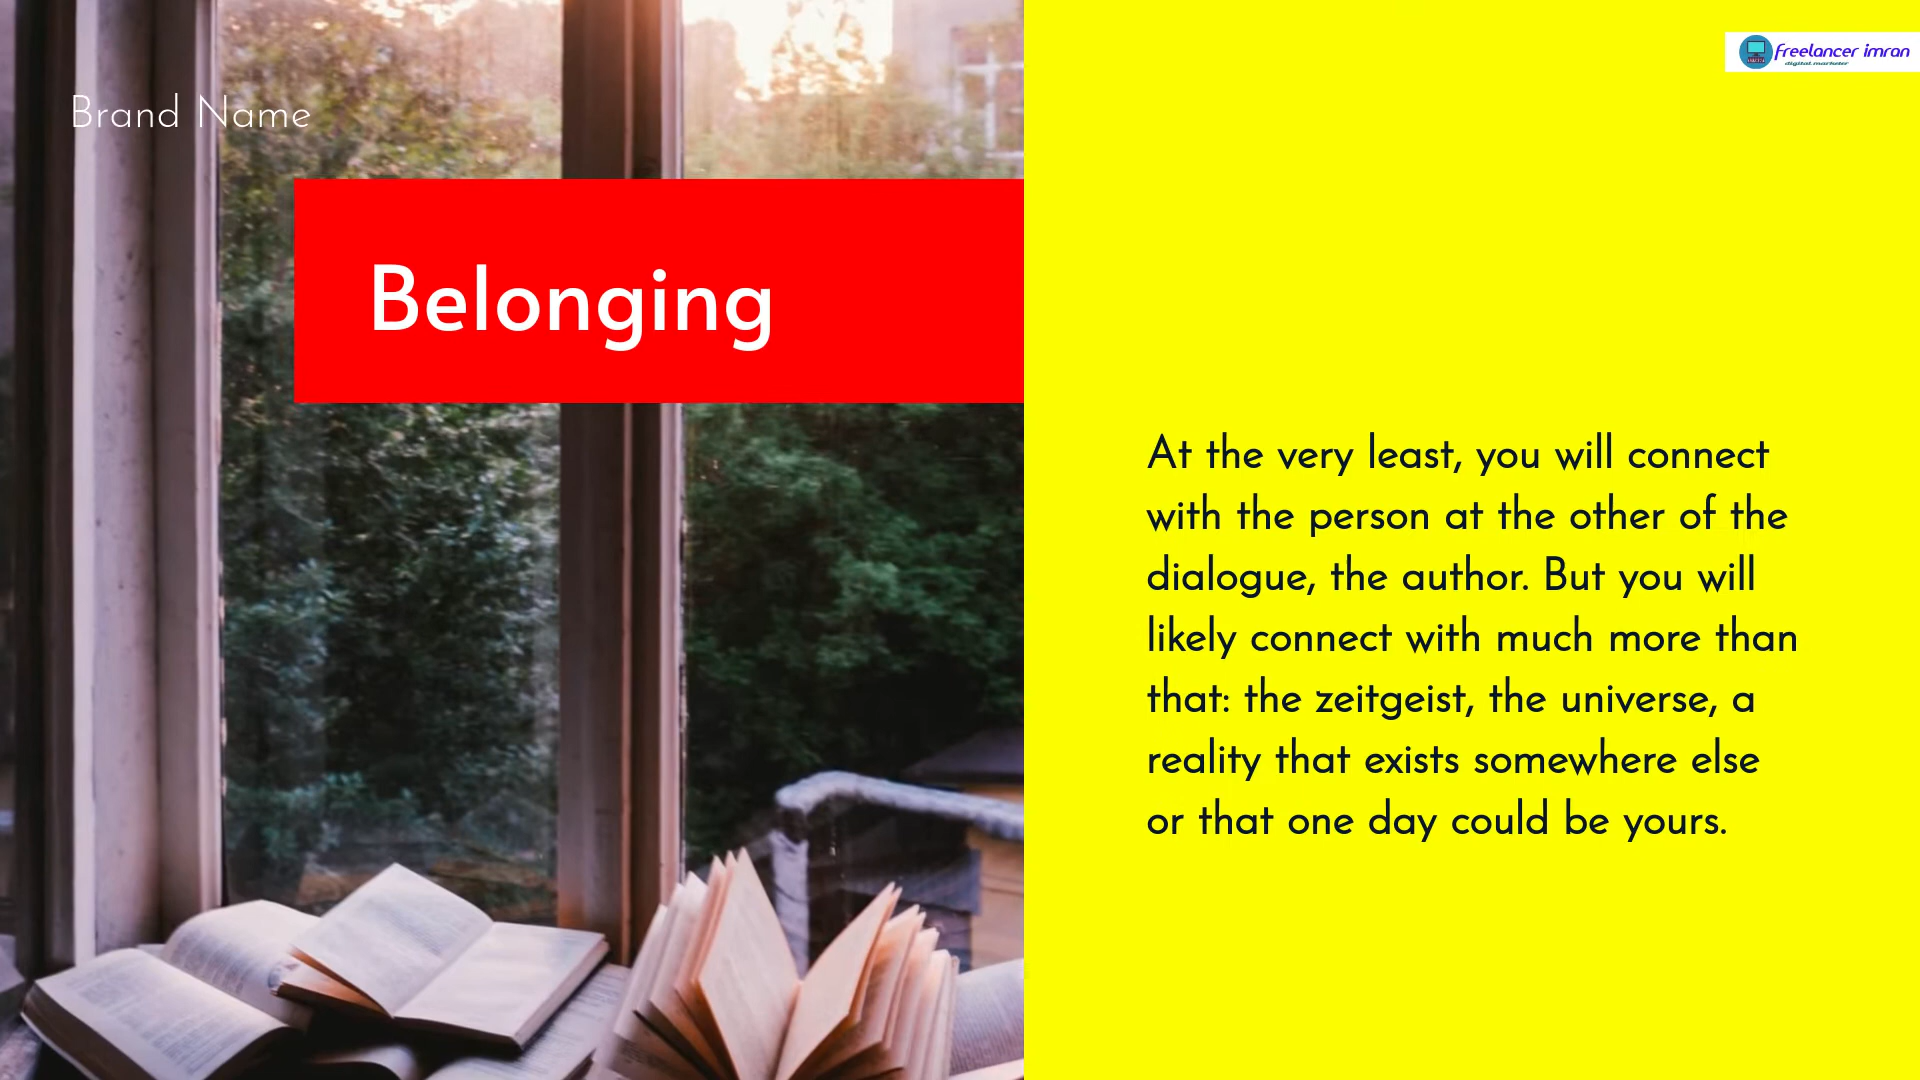 Brand Name
freelancer imran
digital marketer
Belonging
At the very least, you will connect
with the person at the other of the
dialogue, the author. But you will
likely connect with much more than
that: the zeitgeist, the universe, a
reality that exists somewhere else
or that one day could be yours.